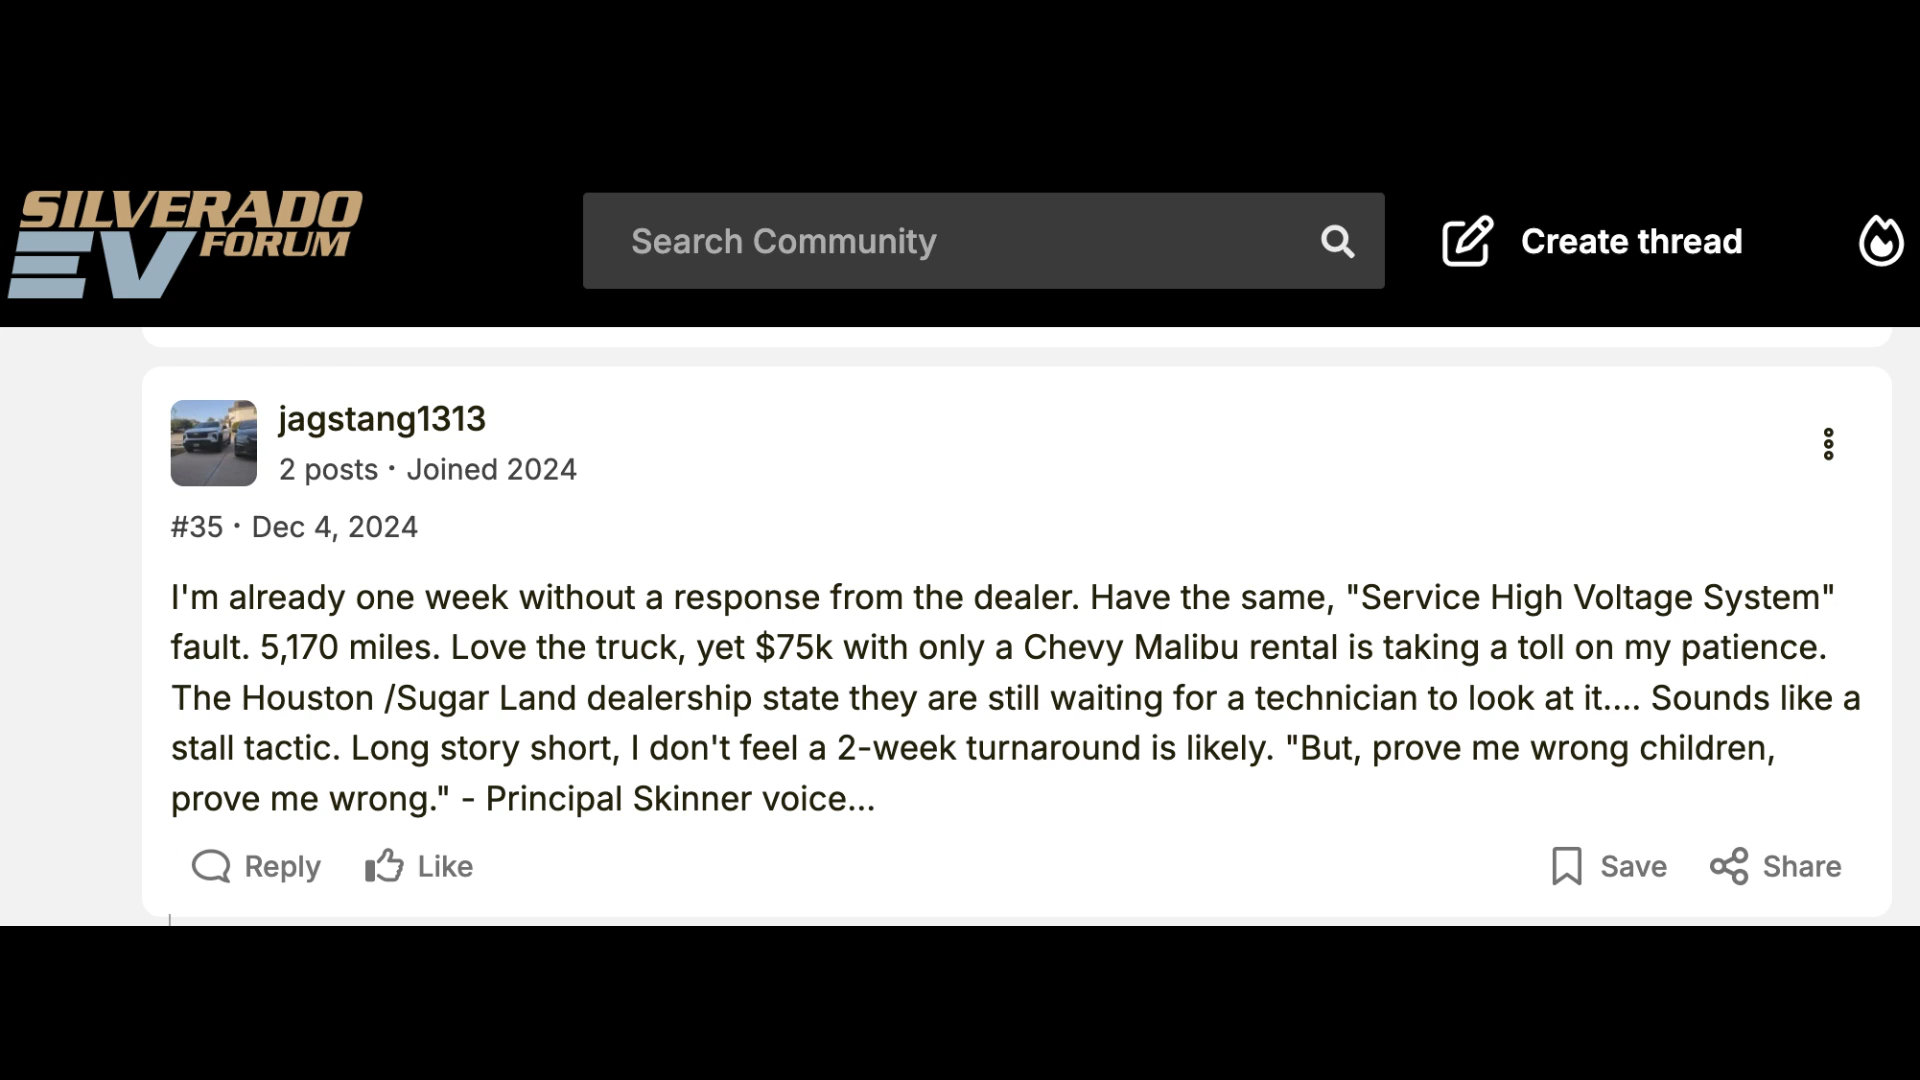 SILVERADO
EV FORUM
Search Community
Create thread
jagstang1313
2 posts · Joined 2024
#35 · Dec 4, 2024
I'm already one week without a response from the dealer. Have the same, "Service High Voltage System"
fault. 5,170 miles. Love the truck, yet $75k with only a Chevy Malibu rental is taking a toll on my patience.
The Houston /Sugar Land dealership state they are still waiting for a technician to look at it.... Sounds like a
stall tactic. Long story short, I don't feel a 2-week turnaround is likely. "But, prove me wrong children,
prove me wrong." - Principal Skinner voice...
Reply Like Save Share